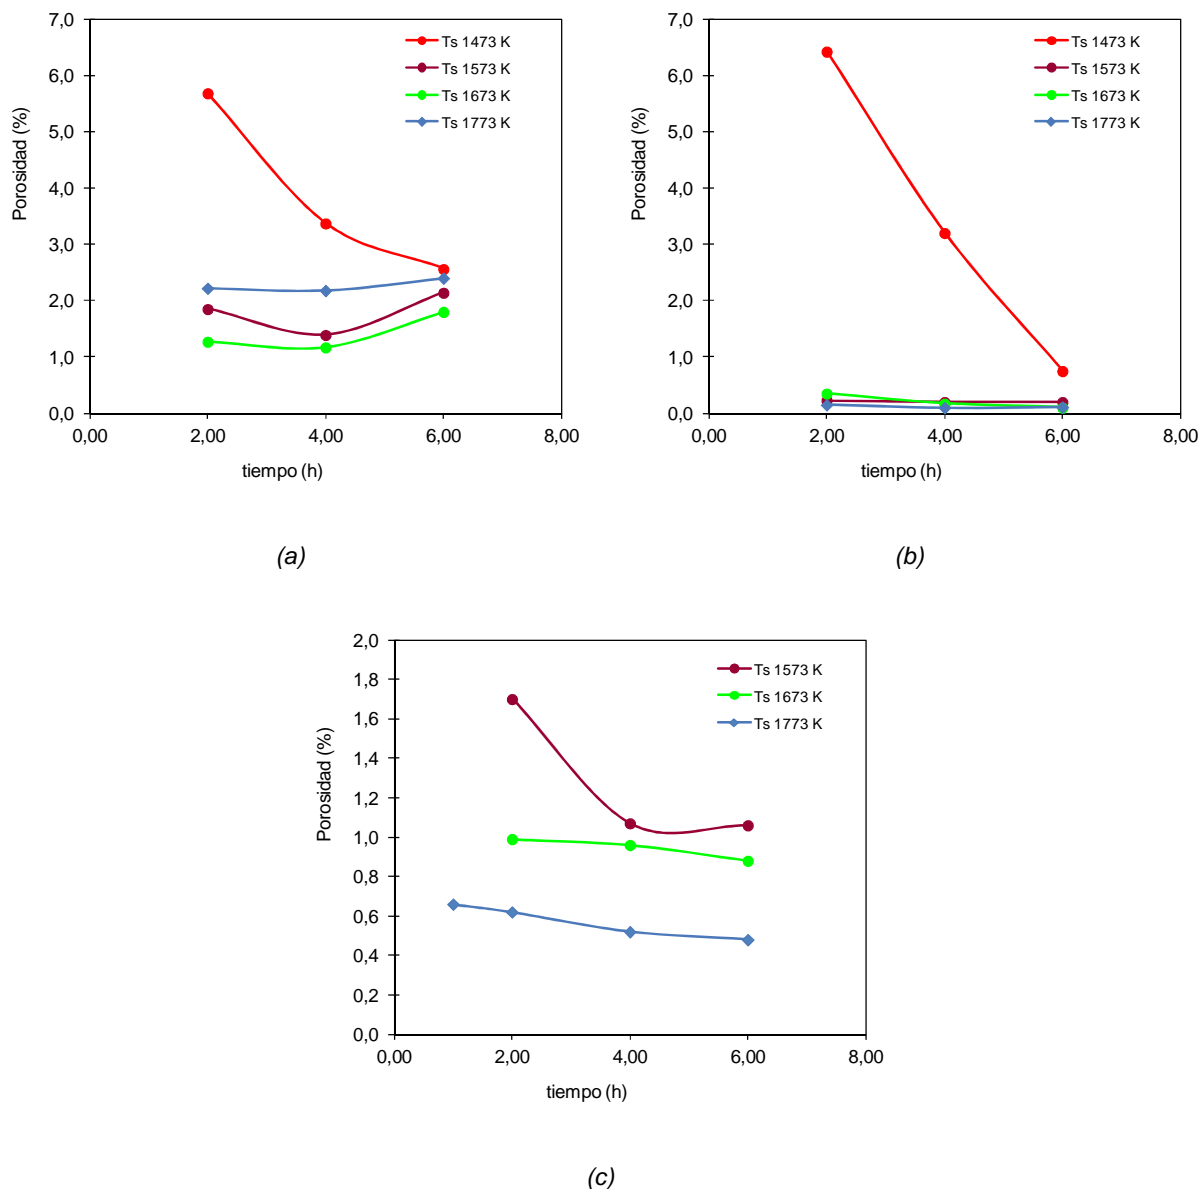 7,0
6,0
5,0
4,0
3,0
2,0
1,0
0,0
Porosidad (%)
Ts 1473 K
Ts 1573 K
Ts 1673 K
Ts 1773 K
0,00 2,00 4,00 6,00 8,00
tiempo (h)
(a)
7,0
6,0
5,0
4,0
3,0
2,0
1,0
0,0
Porosidad (%)
Ts 1473 K
Ts 1573 K
Ts 1673 K
Ts 1773 K
0,00 2,00 4,00 6,00 8,00
tiempo (h)
(b)
2,0
1,8
1,6
1,4
1,2
1,0
0,8
0,6
0,4
0,2
0,0
Porosidad (%)
Ts 1573 K
Ts 1673 K
Ts 1773 K
0,00 2,00 4,00 6,00 8,00
tiempo (h)
(c)